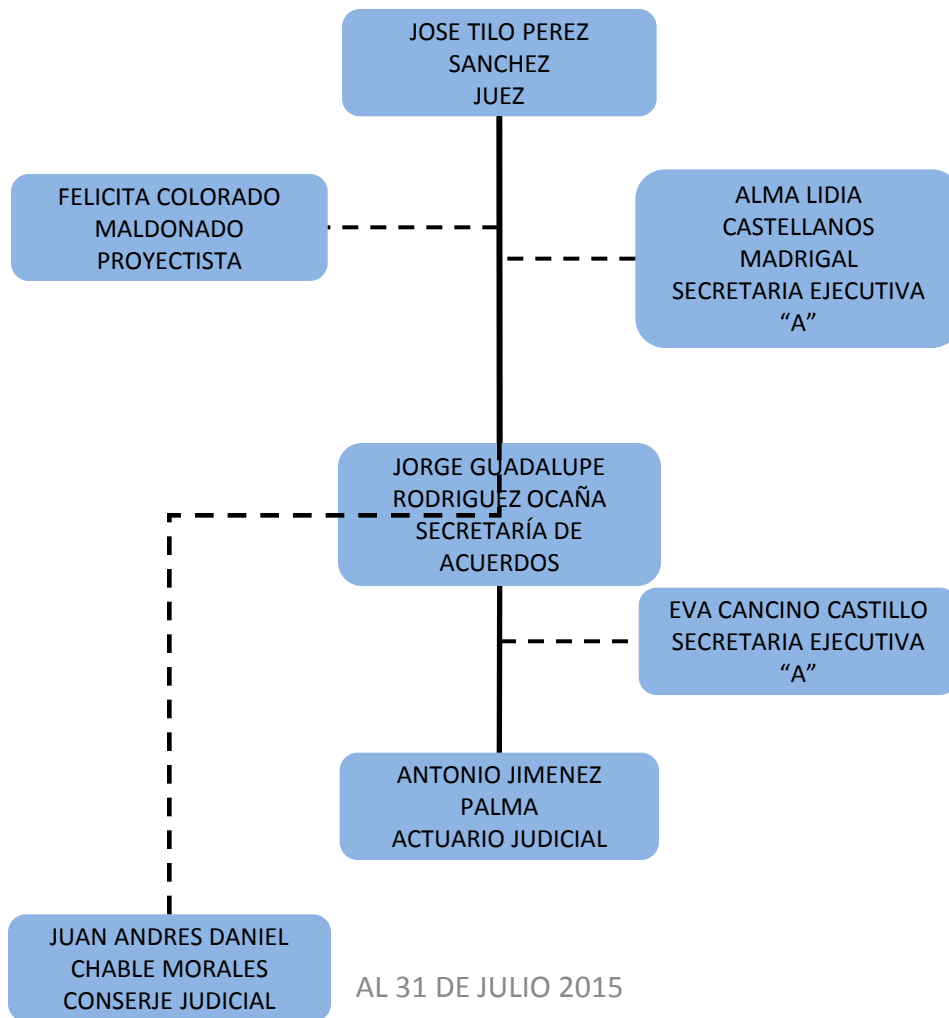 JOSE TILO PEREZ
SANCHEZ
JUEZ
FELICITA COLORADO
MALDONADO
PROYECTISTA
ALMA LIDIA
CASTELLANOS
MADRIGAL
SECRETARIA EJECUTIVA
“A”
JORGE GUADALUPE
RODRIGUEZ OCAÑA
SECRETARÍA DE
ACUERDOS
EVA CANCINO CASTILLO
SECRETARIA EJECUTIVA
“A”
ANTONIO JIMENEZ
PALMA
ACTUARIO JUDICIAL
JUAN ANDRES DANIEL
CHABLE MORALES
CONSERJE JUDICIAL
AL 31 DE JULIO 2015